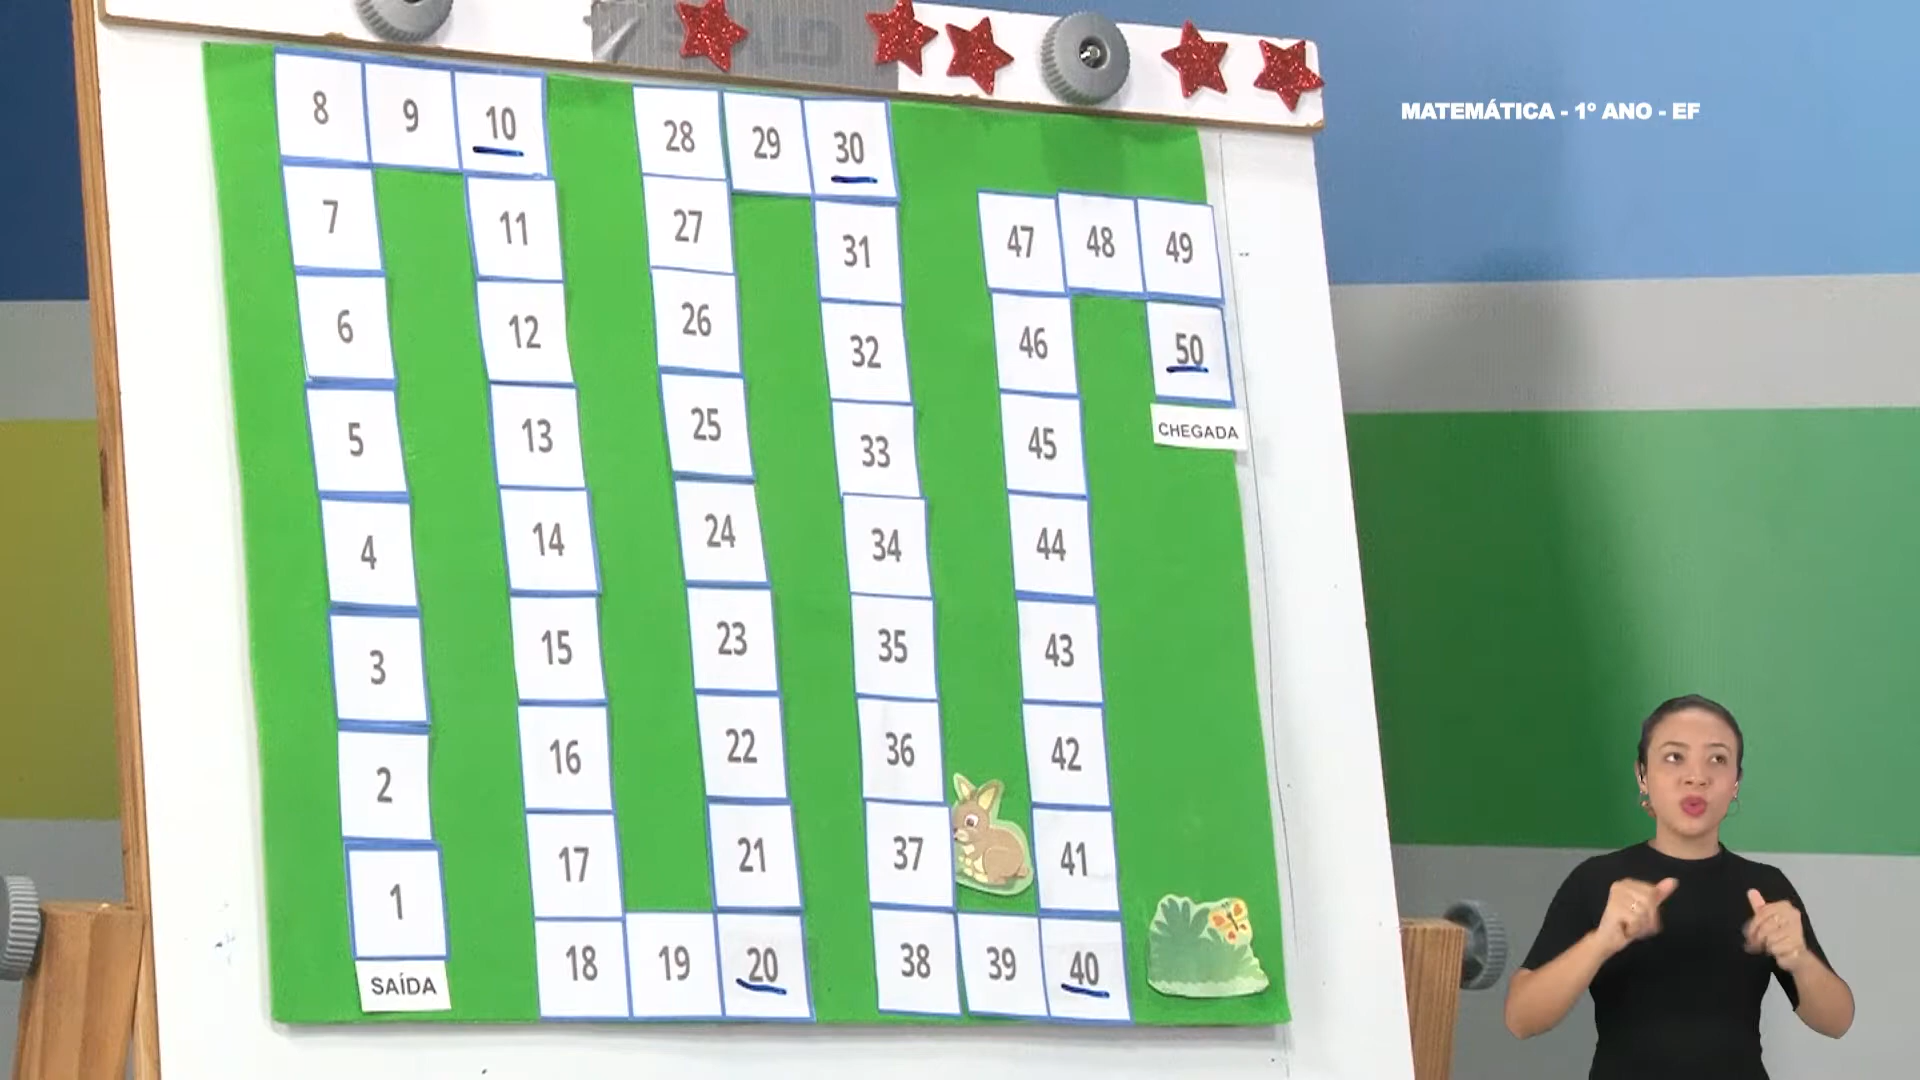 MATEMÁTICA - 1º ANO - EF
8 9 10 28 29 30
7 11 27 31 47 48 49
6 12 26 32 46 50
CHEGADA
5 13 25 33 45
4 14 24 34 44
3 15 23 35 43
2 16 22 36 42
1 17 21 37 41
SAÍDA
18 19 20 38 39 40